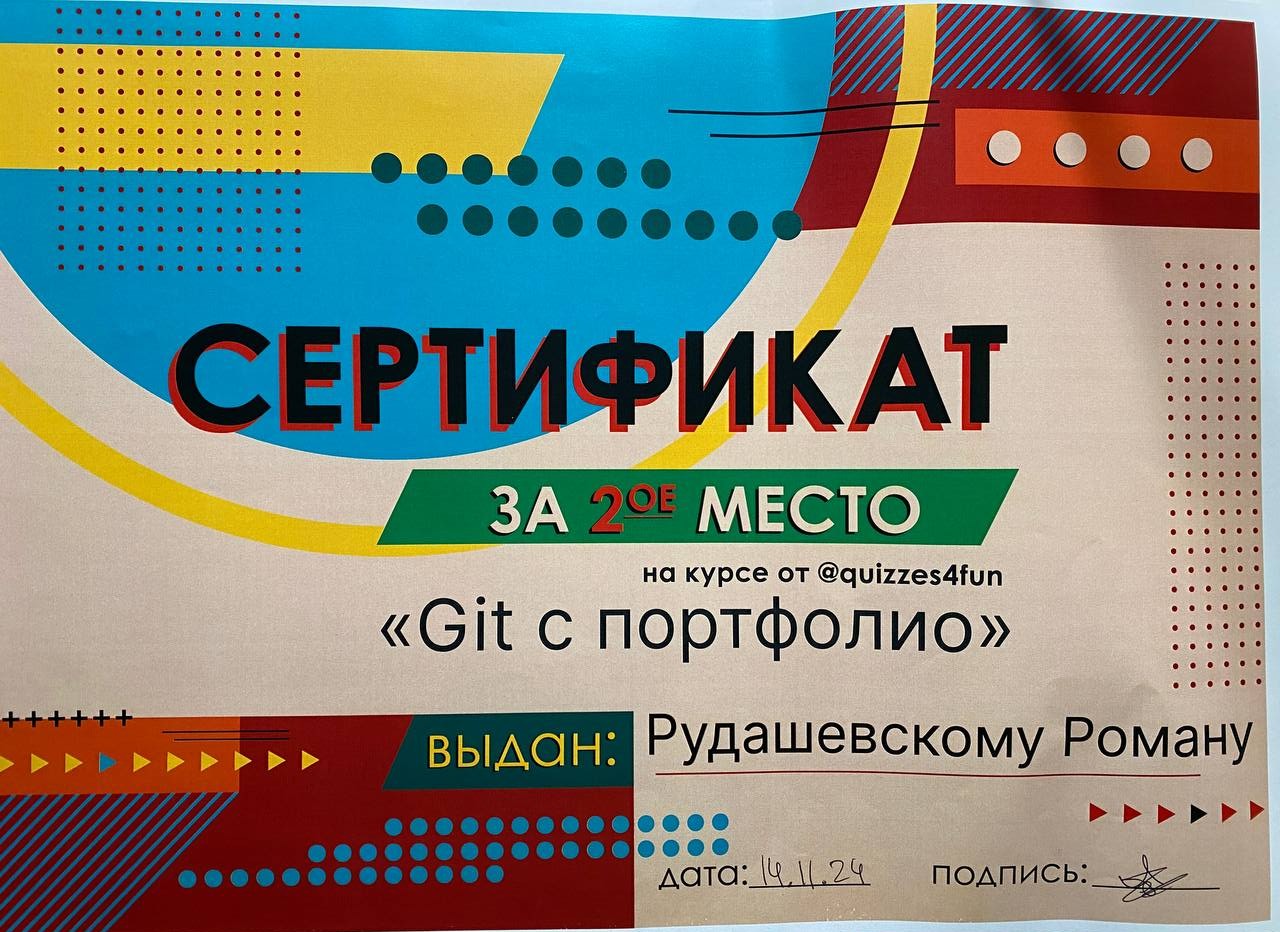 СЕРТИФИКАТ
ЗА 2ОЕ МЕСТО
на курсе от @quizzes4fun
«Git с портфолио»
выдан: Рудашевскому Роману
дата: 14.11.24 подпись: